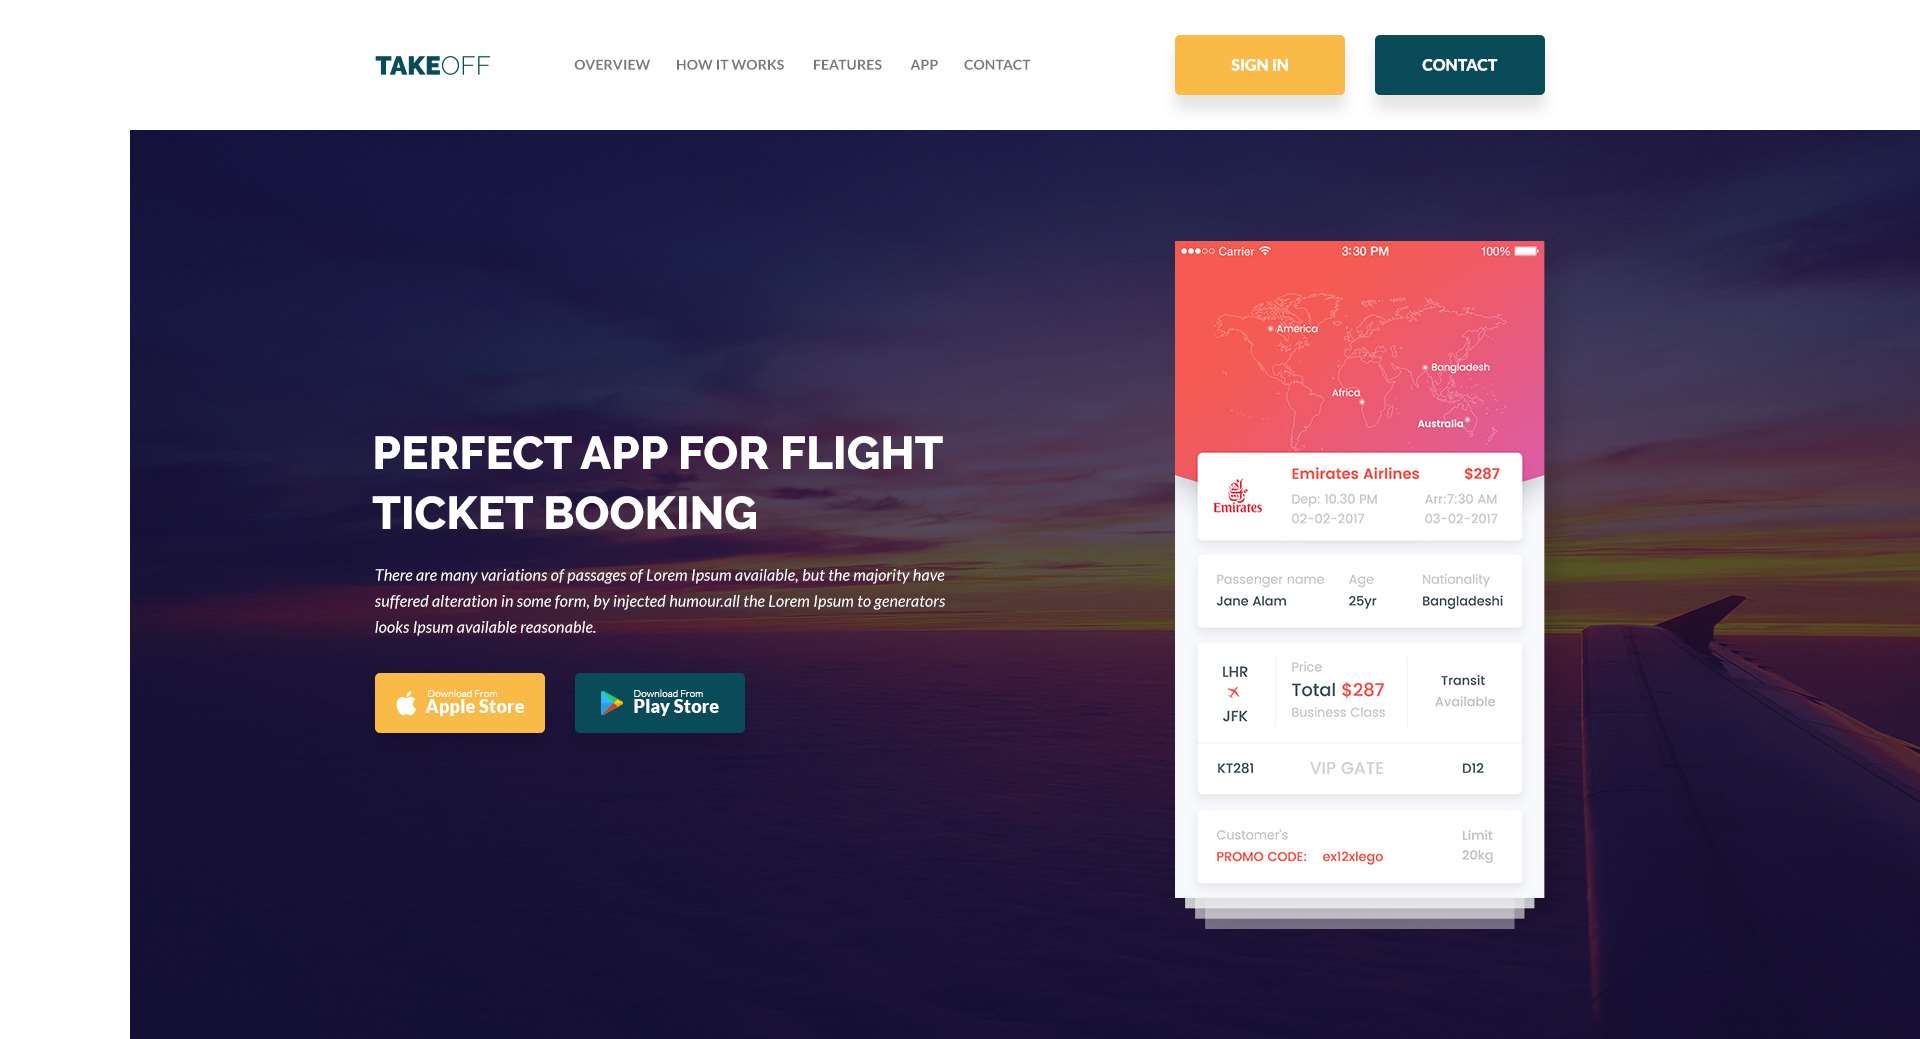 TAKEOFF
OVERVIEW HOW IT WORKS FEATURES APP CONTACT
SIGN IN
CONTACT
PERFECT APP FOR FLIGHT
TICKET BOOKING
There are many variations of passages of Lorem Ipsum available, but the majority have
suffered alteration in some form, by injected humour.all the Lorem Ipsum to generators
looks Ipsum available reasonable.
Download From
Apple Store
Download From
Play Store
Carrier 3:30 PM 100%
America
Bangladesh
Africa
Australia
Emirates
Emirates Airlines $287
Dep: 10.30 PM Arr:7:30 AM
02-02-2017 03-02-2017
Passenger name Age Nationality
Jane Alam 25yr Bangladeshi
LHR
JFK
Price
Total $287
Business Class
Transit
Available
KT281 VIP GATE D12
Customer's Limit
PROMO CODE: ex12xlego 20kg